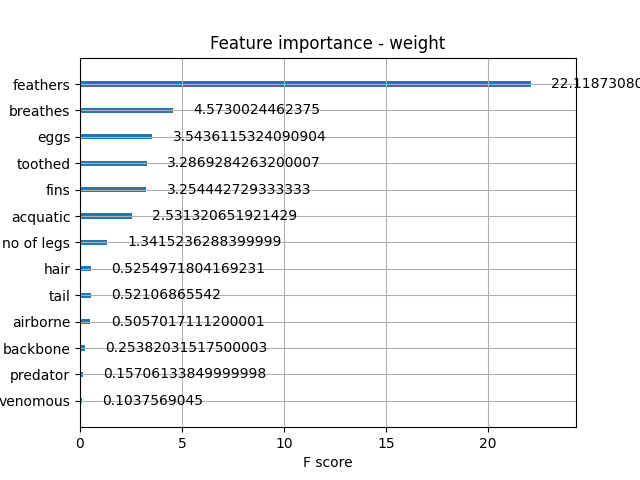 Feature importance - weight
feathers 22.11873080
breathes 4.5730024462375
eggs 3.5436115324090904
toothed 3.2869284263200007
fins 3.254442729333333
acquatic 2.531320651921429
no of legs 1.3415236288399999
hair 0.5254971804169231
tail 0.52106865542
airborne 0.5057017111200001
backbone 0.25382031517500003
predator 0.15706133849999998
venomous 0.1037569045
0 5 10 15 20
F score